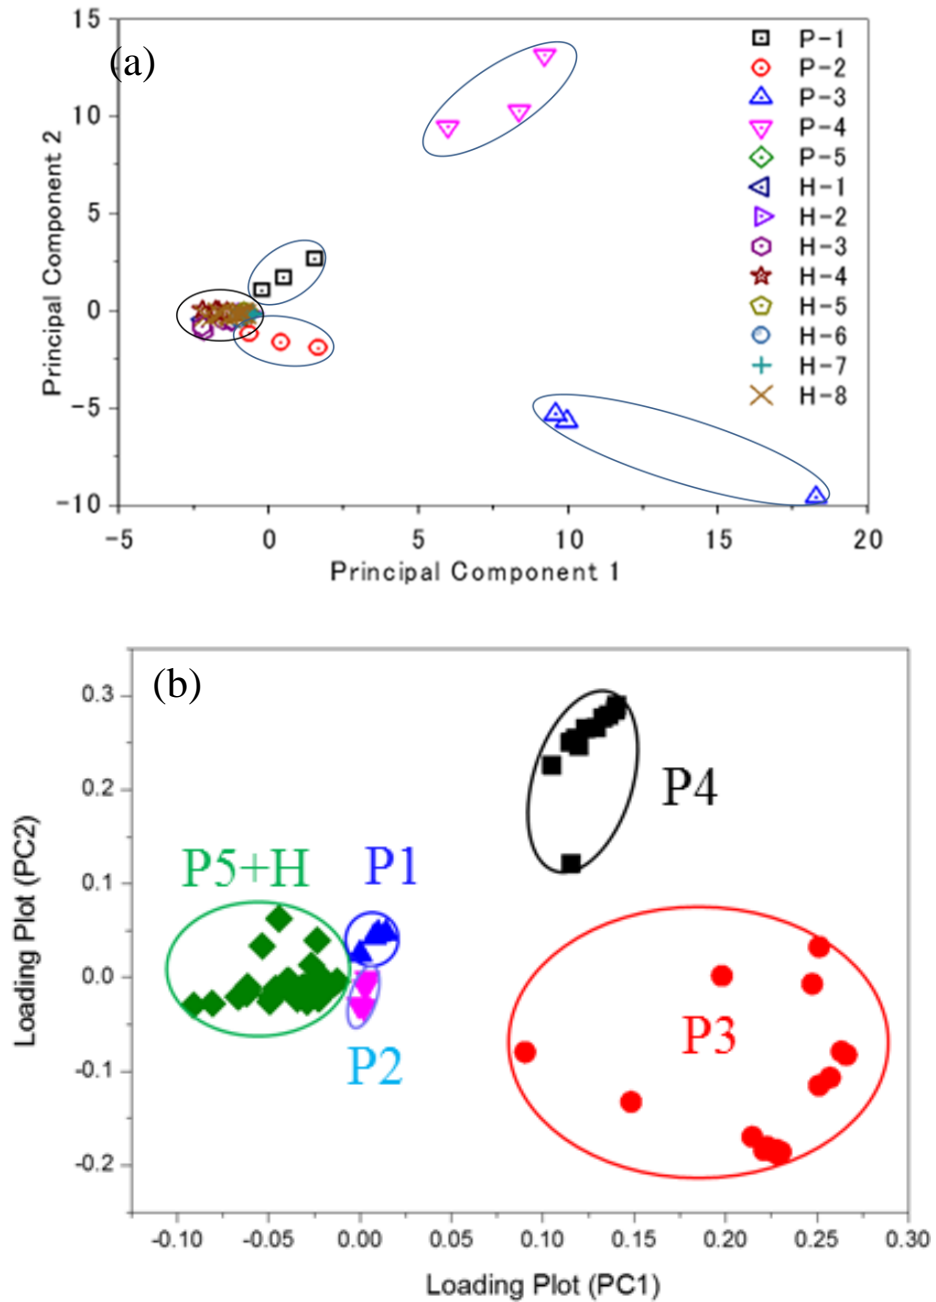 (a)
15
10
5
0
-5
-10
Principal Component 2
-5 0 5 10 15 20
Principal Component 1
P-1
P-2
P-3
P-4
P-5
H-1
H-2
H-3
H-4
H-5
H-6
H-7
H-8
(b)
0.3
0.2
0.1
0.0
-0.1
-0.2
Loading Plot (PC2)
P4
P5+H P1
P3
P2
-0.10 -0.05 0.00 0.05 0.10 0.15 0.20 0.25 0.30
Loading Plot (PC1)